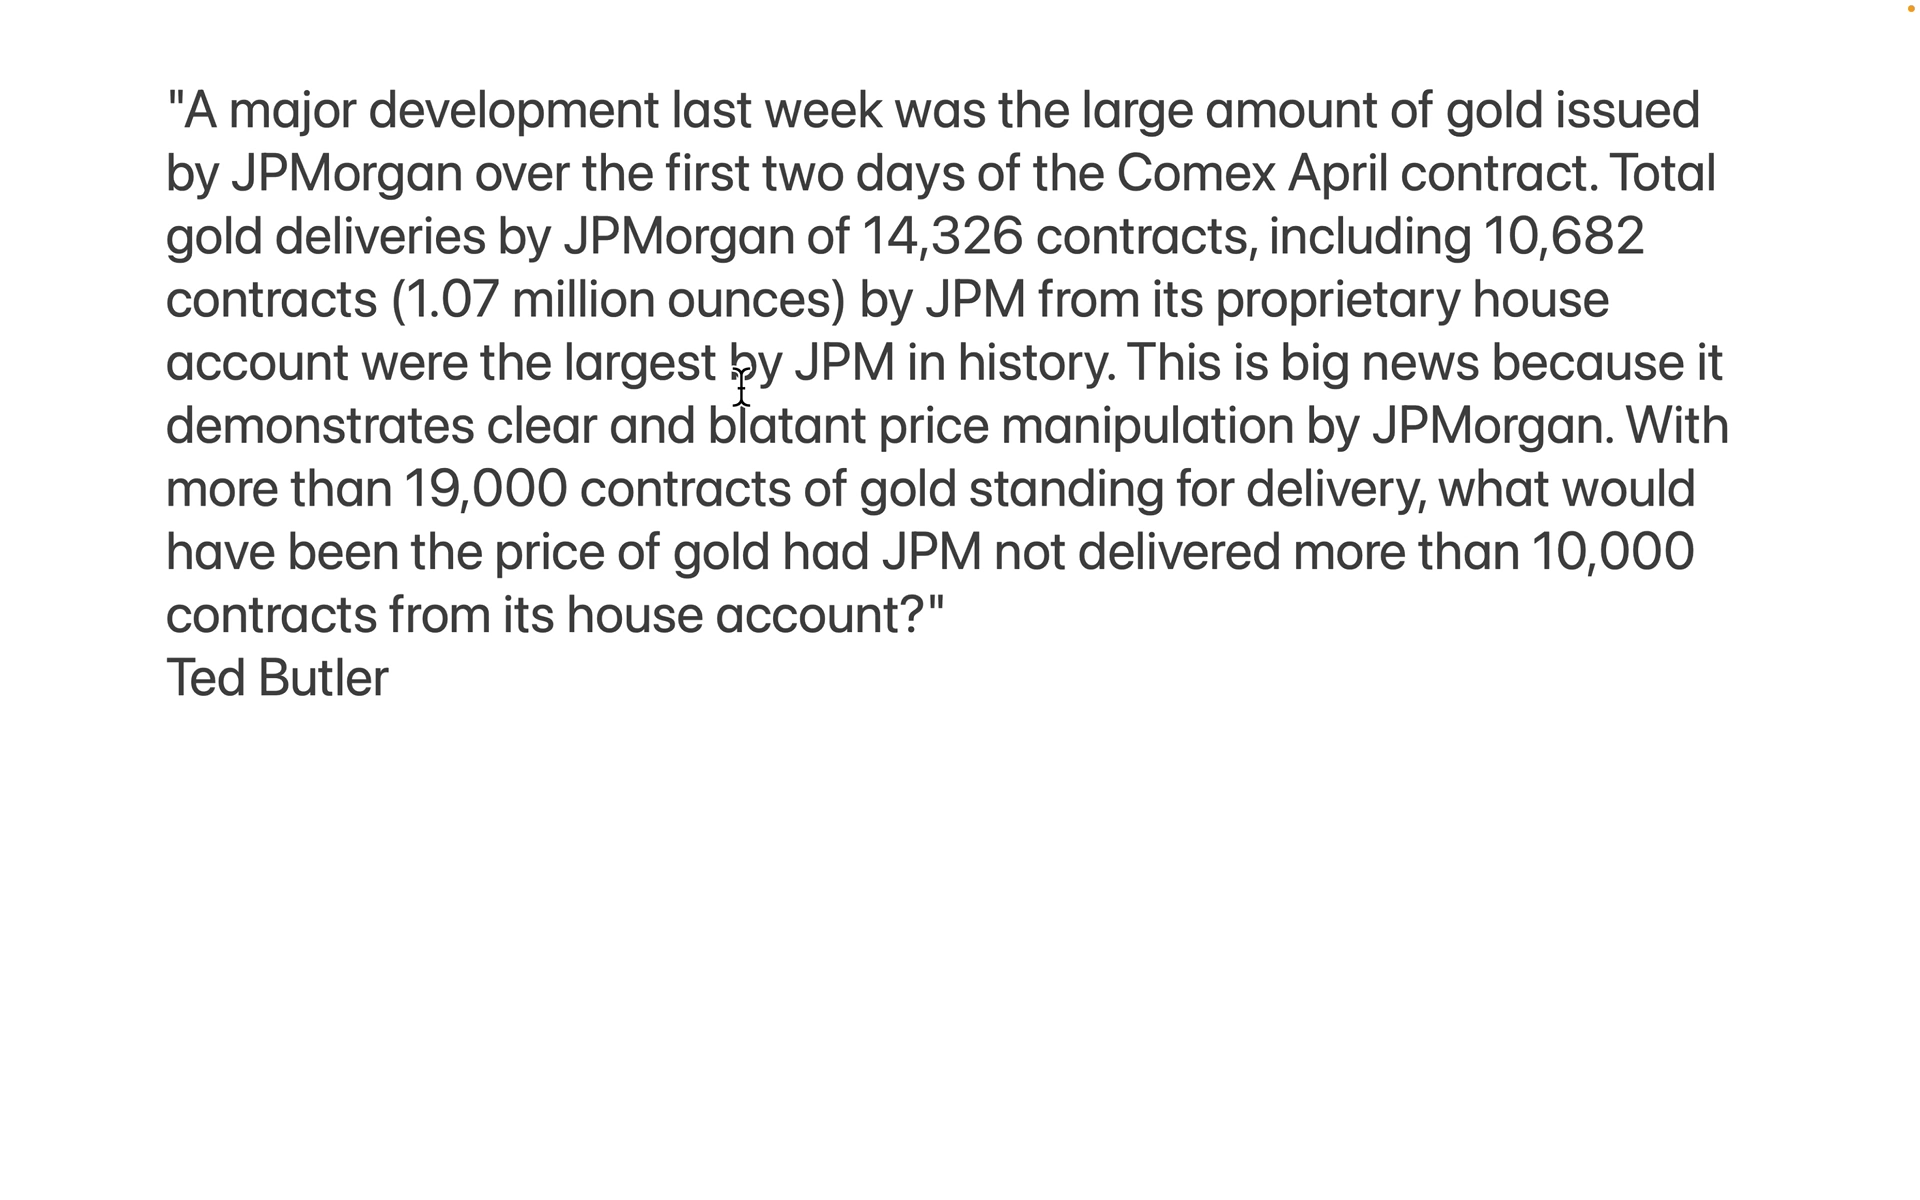 "A major development last week was the large amount of gold issued
by JPMorgan over the first two days of the Comex April contract. Total
gold deliveries by JPMorgan of 14,326 contracts, including 10,682
contracts (1.07 million ounces) by JPM from its proprietary house
account were the largest by JPM in history. This is big news because it
demonstrates clear and blatant price manipulation by JPMorgan. With
more than 19,000 contracts of gold standing for delivery, what would
have been the price of gold had JPM not delivered more than 10,000
contracts from its house account?"
Ted Butler